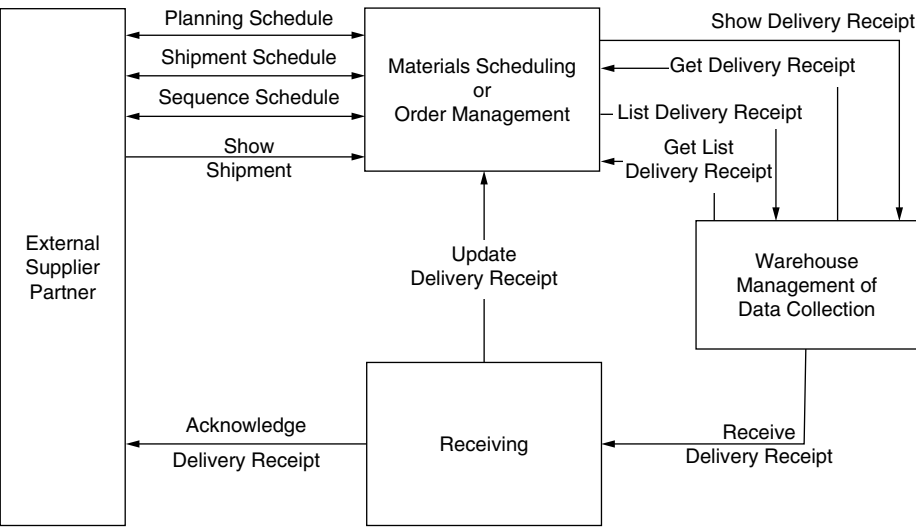 Planning Schedule
Shipment Schedule
Sequence Schedule
Show
Shipment
External
Supplier
Partner
Materials Scheduling
or
Order Management
Show Delivery Receipt
Get Delivery Receipt
List Delivery Receipt
Get List
Delivery Receipt
Update
Delivery Receipt
Warehouse
Management of
Data Collection
Acknowledge
Delivery Receipt
Receiving
Receive
Delivery Receipt